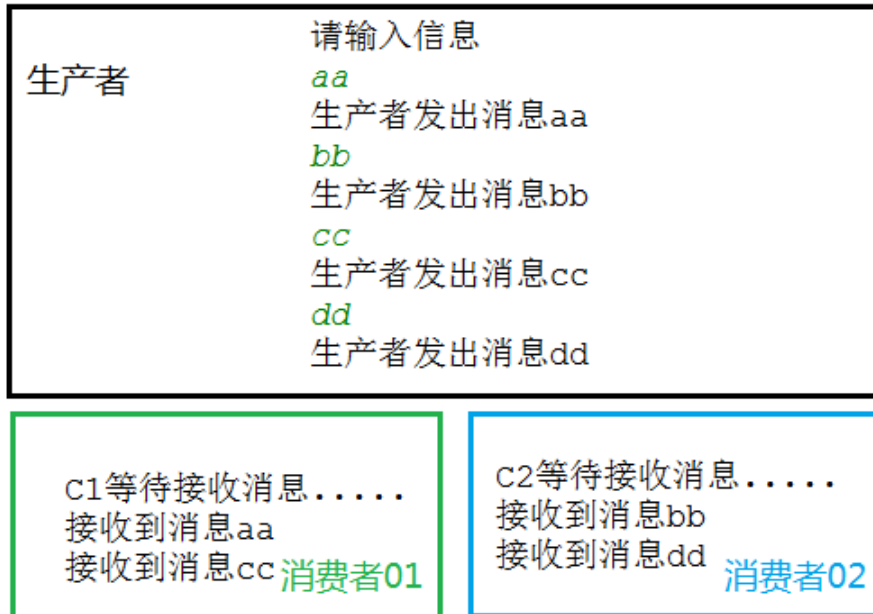 请输入信息
生产者
aa
生产者发出消息aa
bb
生产者发出消息bb
cc
生产者发出消息cc
dd
生产者发出消息dd
C1等待接收消息.....
接收到消息aa
接收到消息cc
消费者01
C2等待接收消息.....
接收到消息bb
接收到消息dd
消费者02